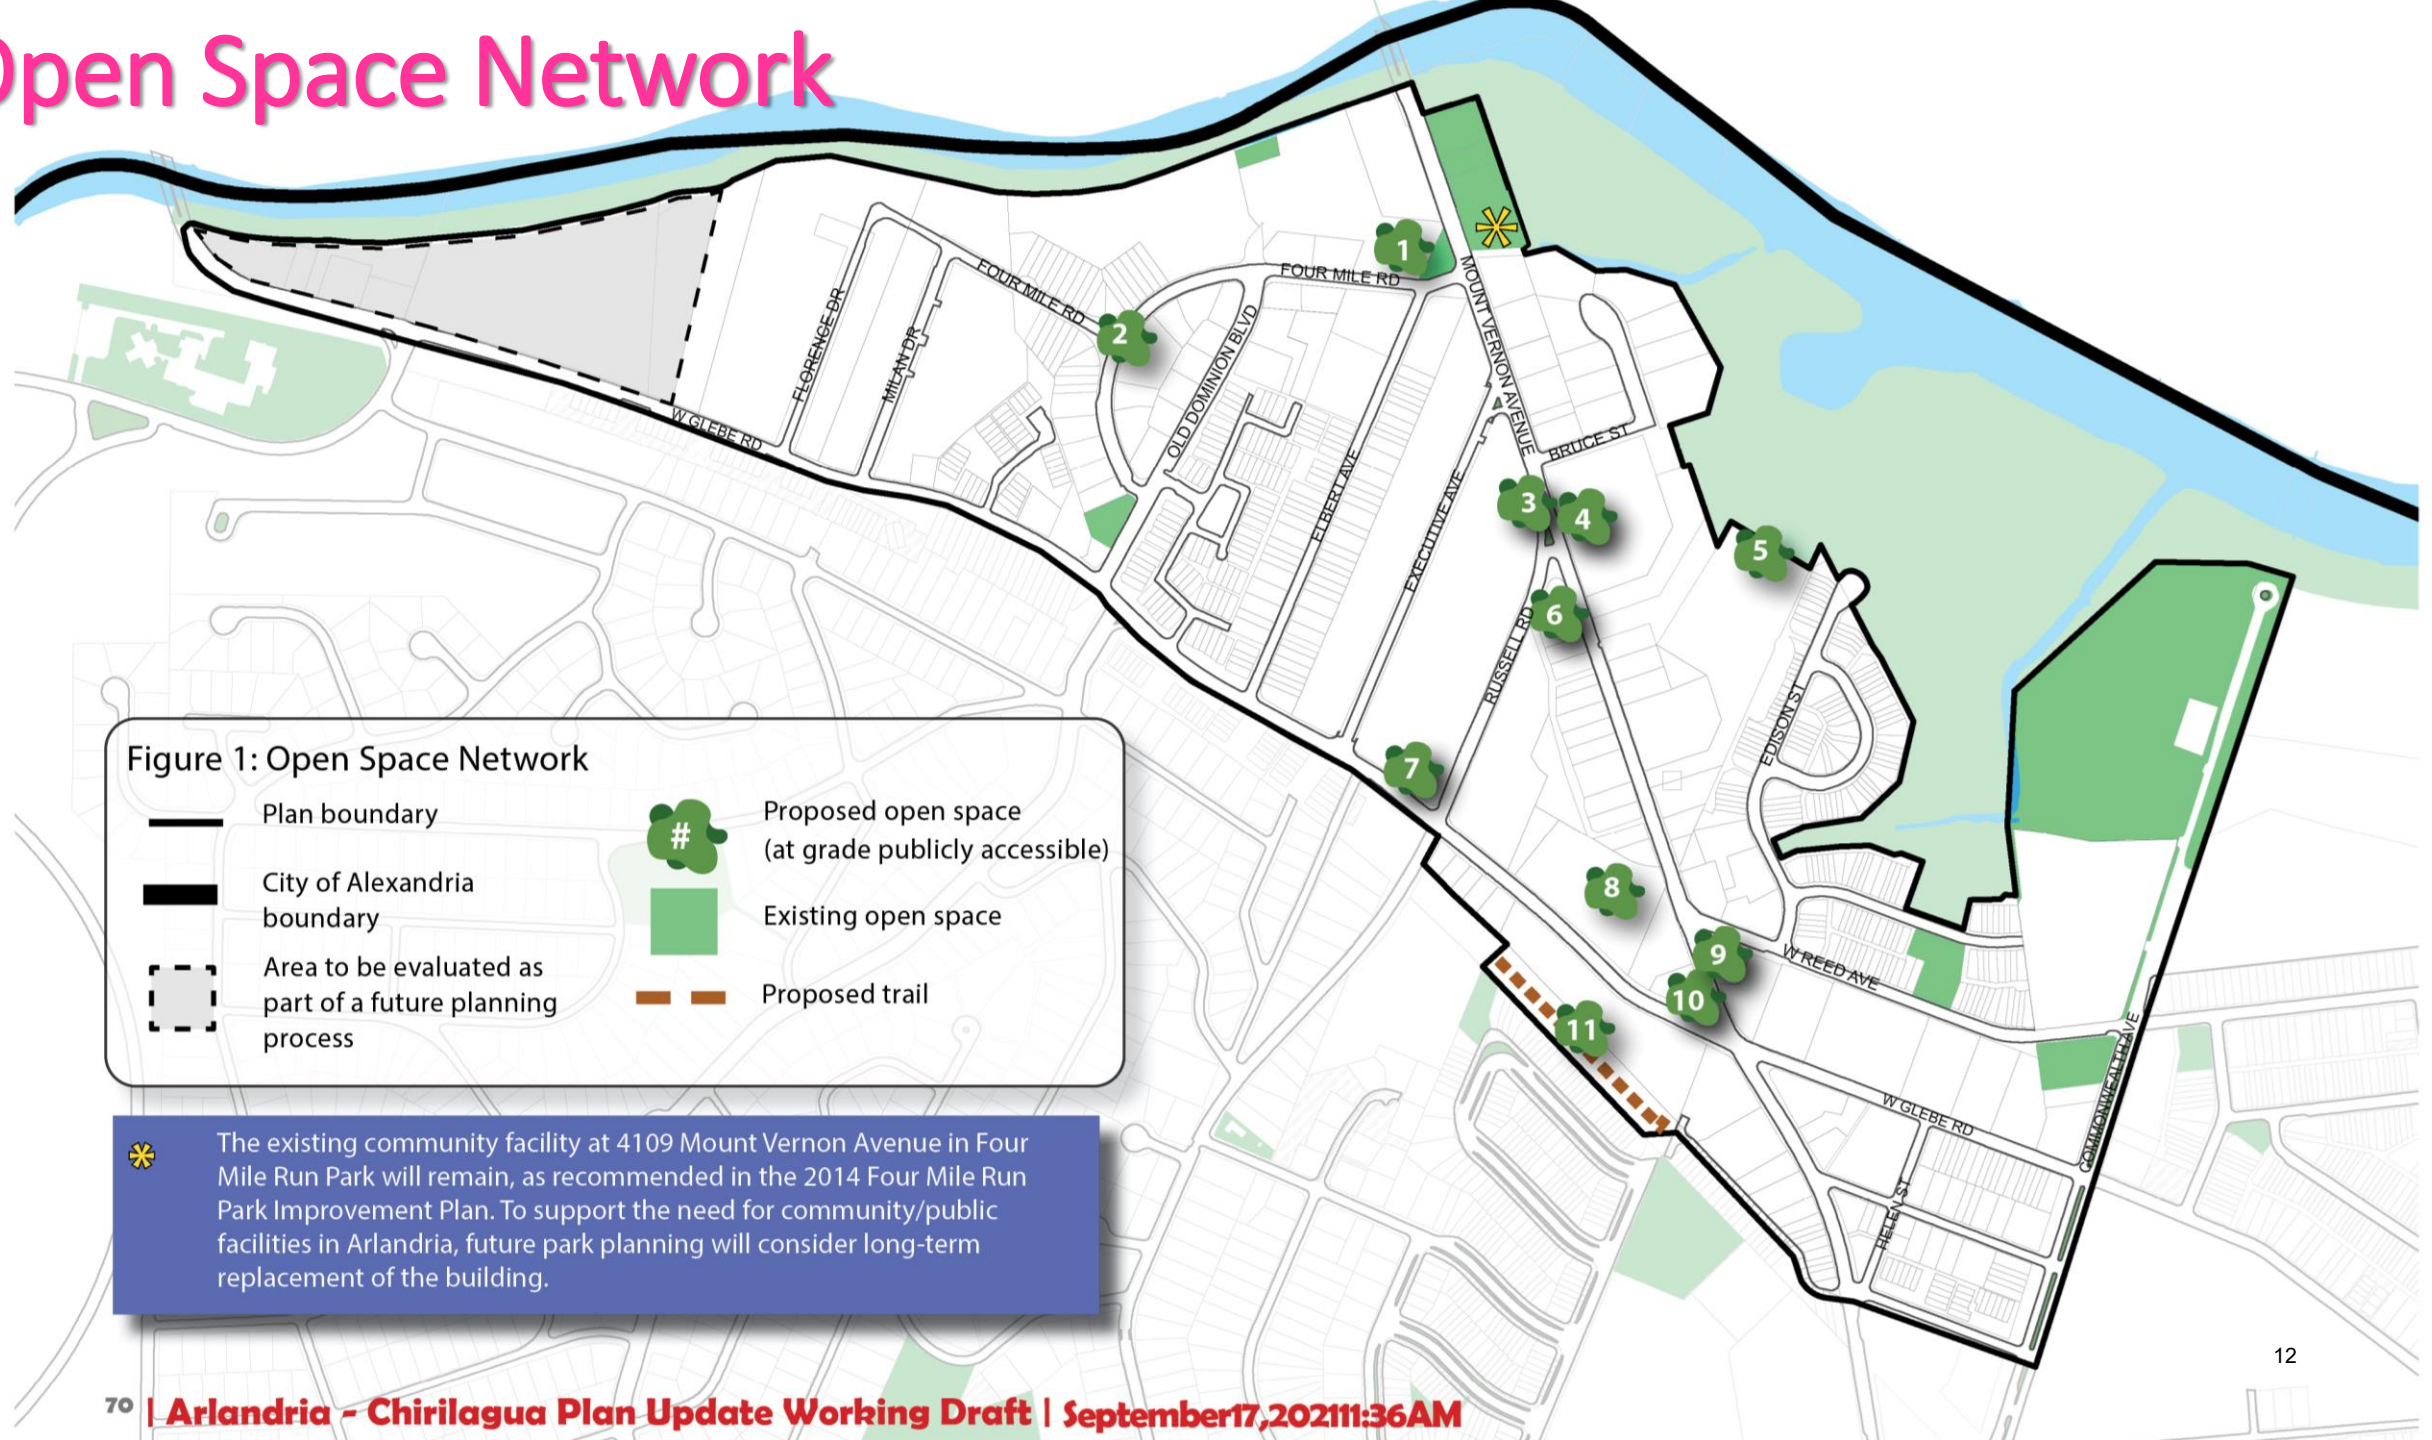 Open Space Network
FOUR MILE RD
FOUR MILE RD
FLORENCE DR
MILAN DR
OLD DOMINION BLVD
MOUNT VERNON AVENUE
BRUCE ST
W GLEBE RD
ELBERT AVE
EXECUTIVE AVE
RUSSELL RD
EDISON ST
W REED AVE
W GLEBE RD
HELEN ST
COMMONWEALTH AVE
1
2
3
4
5
6
7
8
9
10
11
Figure 1: Open Space Network
Plan boundary
City of Alexandria
boundary
Area to be evaluated as
part of a future planning
process
#
Proposed open space
(at grade publicly accessible)
Existing open space
Proposed trail
The existing community facility at 4109 Mount Vernon Avenue in Four
Mile Run Park will remain, as recommended in the 2014 Four Mile Run
Park Improvement Plan. To support the need for community/public
facilities in Arlandria, future park planning will consider long-term
replacement of the building.
12
70 | Arlandria - Chirilagua Plan Update Working Draft | September17,202111:36AM